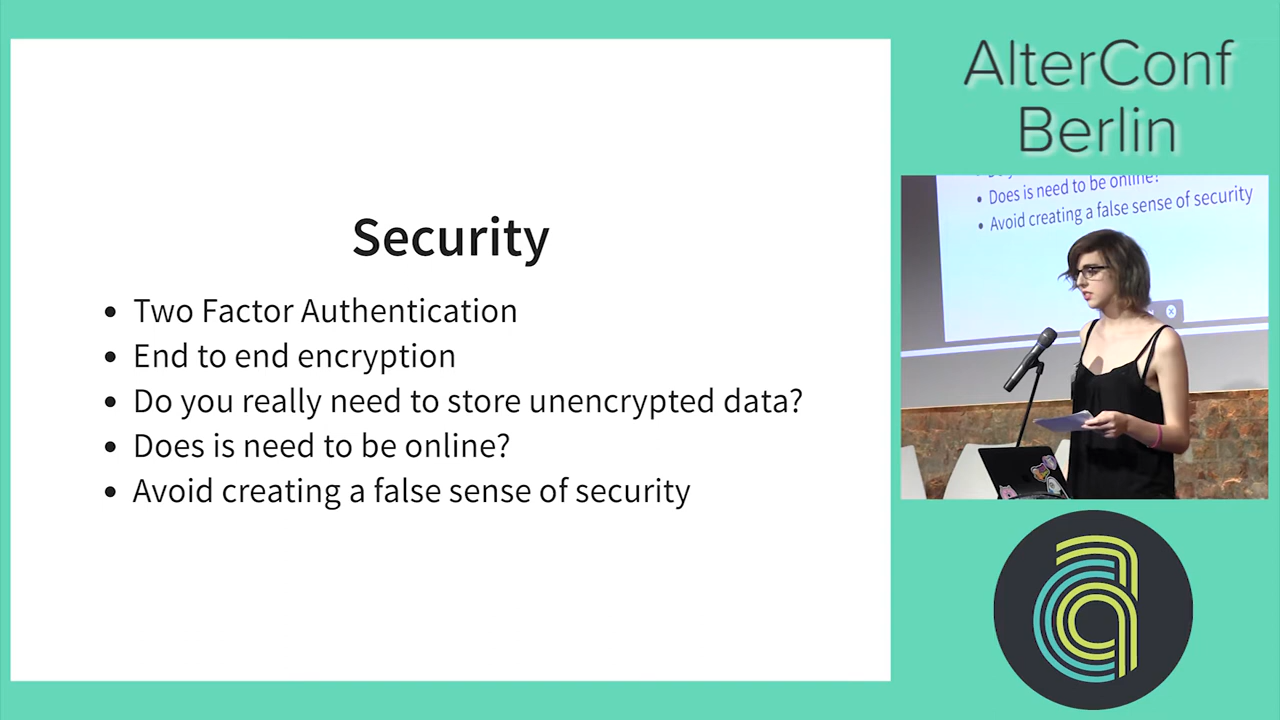 Security
• Two Factor Authentication
• End to end encryption
• Do you really need to store unencrypted data?
• Does is need to be online?
• Avoid creating a false sense of security
AlterConf
Berlin
• Does is need to be online?
• Avoid creating a false sense of security